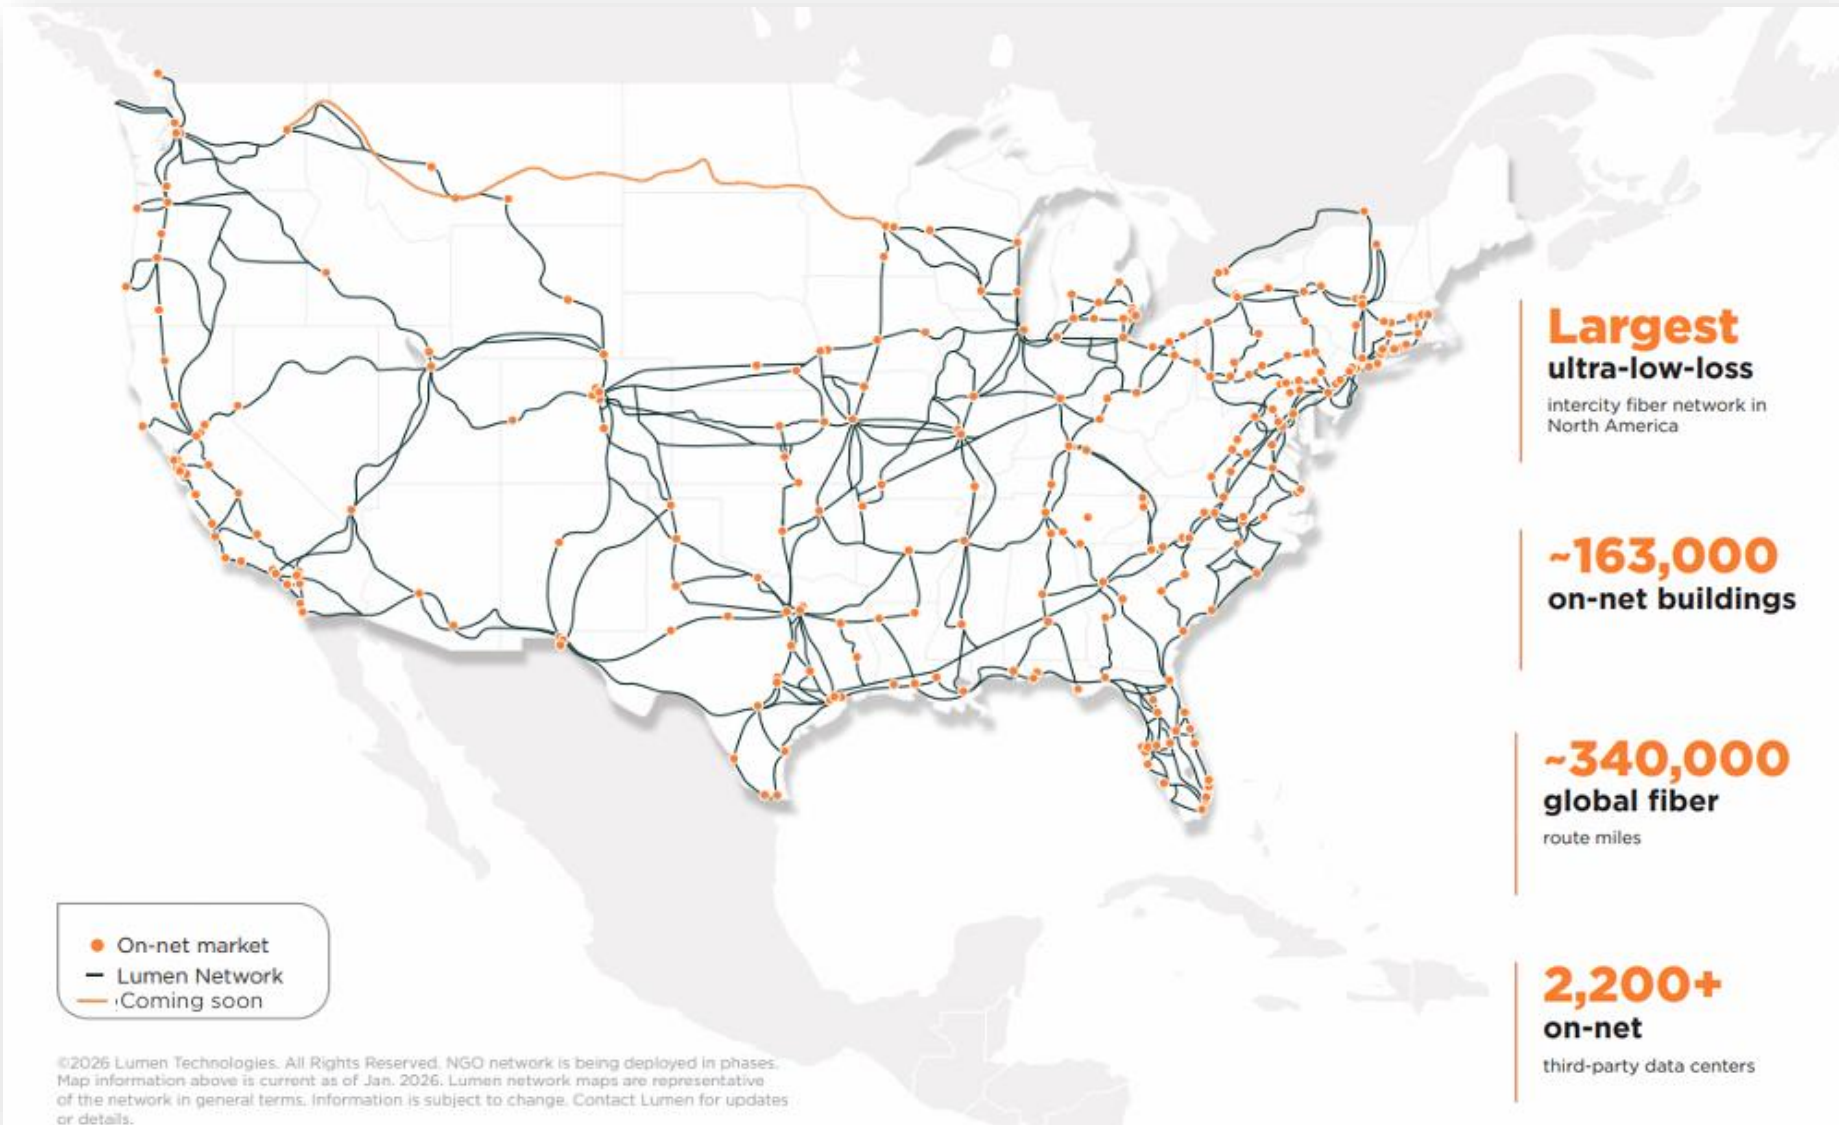 Largest
ultra-low-loss
intercity fiber network in
North America
~163,000
on-net buildings
~340,000
global fiber
route miles
2,200+
on-net
third-party data centers
On-net market
Lumen Network
Coming soon
©2026 Lumen Technologies. All Rights Reserved. NGO network is being deployed in phases.
Map information above is current as of Jan. 2026. Lumen network maps are representative
of the network in general terms. Information is subject to change. Contact Lumen for updates
or details.